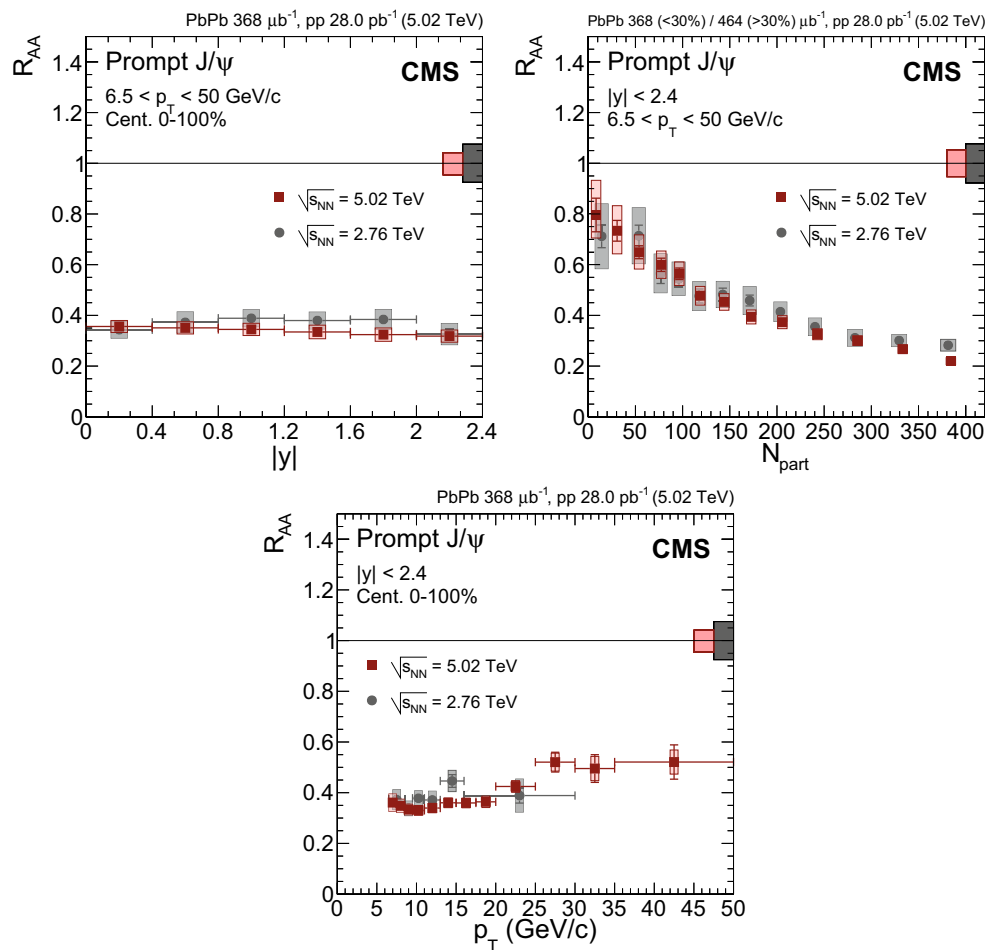 PbPb 368 μb⁻¹, pp 28.0 pb⁻¹ (5.02 TeV)
R_AA
1.4
1.2
1
0.8
0.6
0.4
0.2
0
Prompt J/ψ
CMS
6.5 < p_T < 50 GeV/c
Cent. 0-100%
√s_NN = 5.02 TeV
√s_NN = 2.76 TeV
0 0.4 0.8 1.2 1.6 2 2.4
|y|
PbPb 368 (<30%) / 464 (>30%) μb⁻¹, pp 28.0 pb⁻¹ (5.02 TeV)
R_AA
1.4
1.2
1
0.8
0.6
0.4
0.2
0
Prompt J/ψ
CMS
|y| < 2.4
6.5 < p_T < 50 GeV/c
√s_NN = 5.02 TeV
√s_NN = 2.76 TeV
0 50 100 150 200 250 300 350 400
N_part
PbPb 368 μb⁻¹, pp 28.0 pb⁻¹ (5.02 TeV)
R_AA
1.4
1.2
1
0.8
0.6
0.4
0.2
0
Prompt J/ψ
CMS
|y| < 2.4
Cent. 0-100%
√s_NN = 5.02 TeV
√s_NN = 2.76 TeV
0 5 10 15 20 25 30 35 40 45 50
p_T (GeV/c)